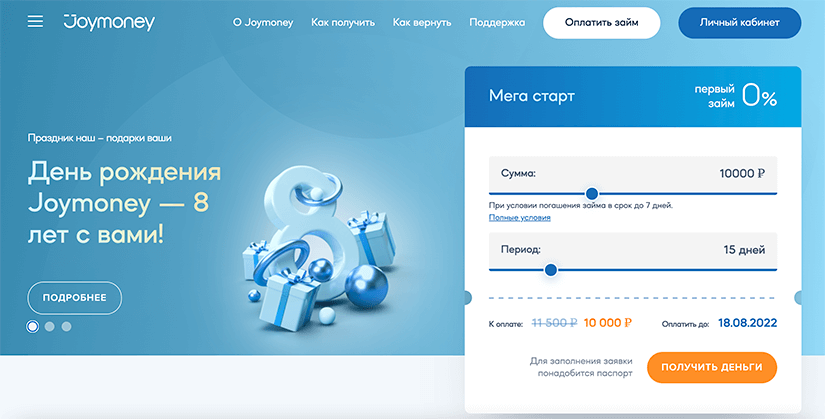 Joymoney
О Joymoney
Как получить
Как вернуть
Поддержка
Оплатить займ
Личный кабинет
Праздник наш – подарки ваши
День рождения
Joymoney — 8
лет с вами!
ПОДРОБНЕЕ
8
Мега старт
первый
займ
0%
Сумма:
10000 ₽
При условии погашения займа в срок до 7 дней.
Полные условия
Период:
15 дней
К оплате:
11 500 ₽
10 000 ₽
Оплатить до:
18.08.2022
Для заполнения заявки
понадобится паспорт
ПОЛУЧИТЬ ДЕНЬГИ